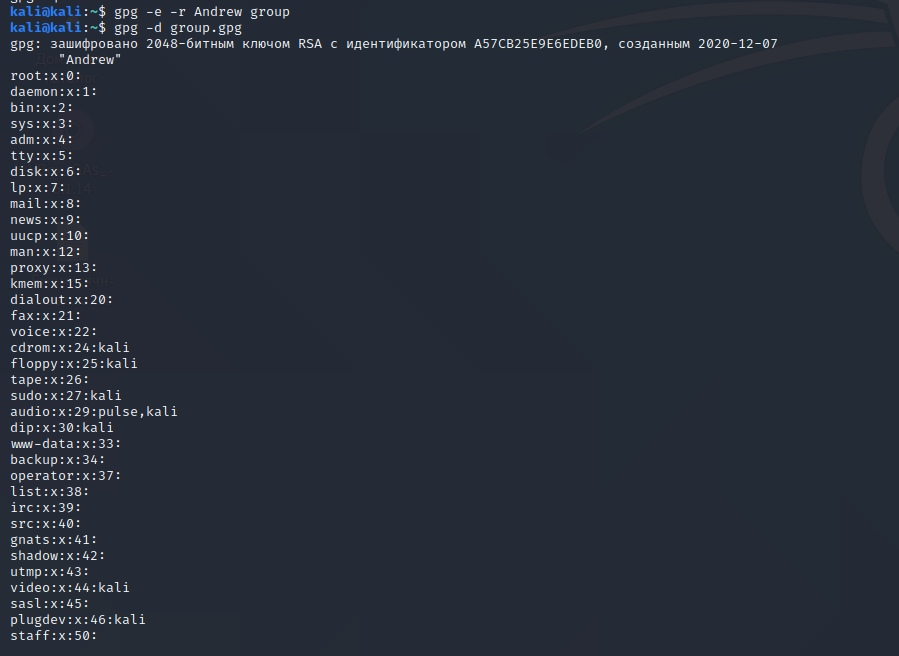 kali@kali:~$ gpg -e -r Andrew group
kali@kali:~$ gpg -d group.gpg
gpg: зашифровано 2048-битным ключом RSA с идентификатором A57CB25E9E6EDEB0, созданным 2020-12-07
"Andrew"
root:x:0:
daemon:x:1:
bin:x:2:
sys:x:3:
adm:x:4:
tty:x:5:
disk:x:6:
lp:x:7:
mail:x:8:
news:x:9:
uucp:x:10:
man:x:12:
proxy:x:13:
kmem:x:15:
dialout:x:20:
fax:x:21:
voice:x:22:
cdrom:x:24:kali
floppy:x:25:kali
tape:x:26:
sudo:x:27:kali
audio:x:29:pulse,kali
dip:x:30:kali
www-data:x:33:
backup:x:34:
operator:x:37:
list:x:38:
irc:x:39:
src:x:40:
gnats:x:41:
shadow:x:42:
utmp:x:43:
video:x:44:kali
sasl:x:45:
plugdev:x:46:kali
staff:x:50: